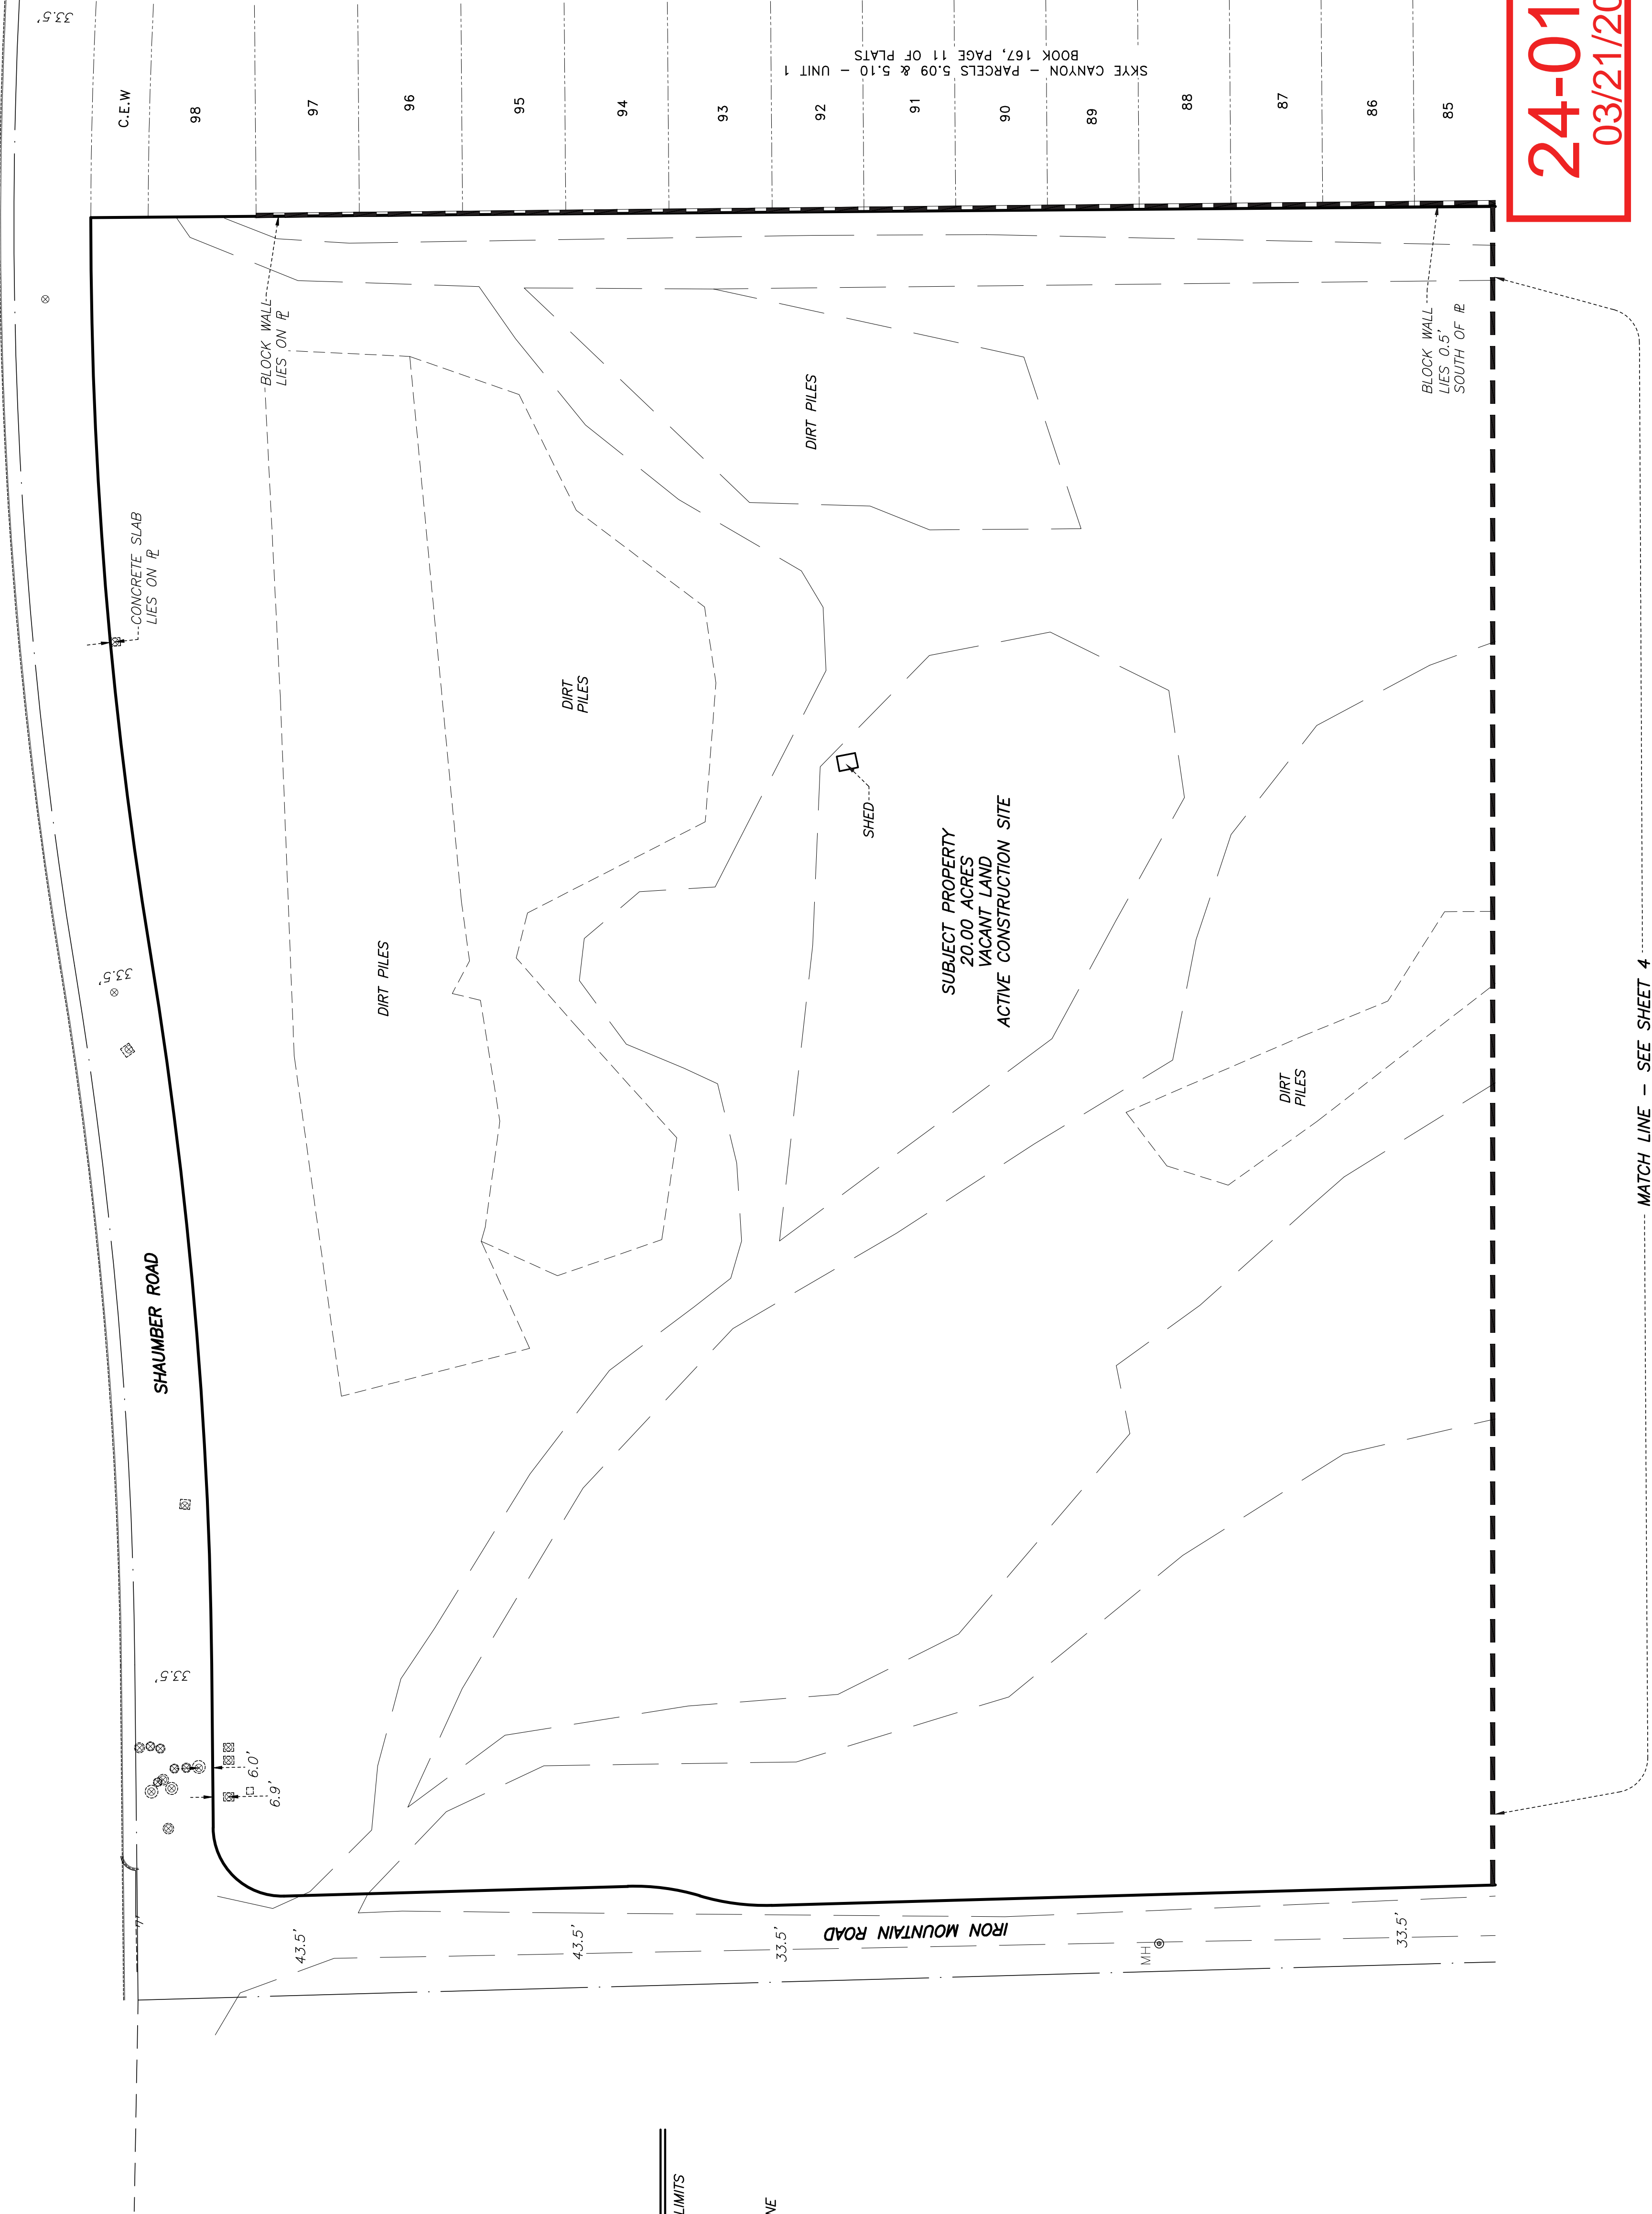 33.5'
C.E.W
98
97
96
95
94
93
92
91
90
89
88
87
86
85
SKYE CANYON - PARCELS 5.09 & 5.10 - UNIT 1
BOOK 167, PAGE 11 OF PLATS
24-01
03/21/20
BLOCK WALL
LIES ON ℄
BLOCK WALL
LIES 0.5'
SOUTH OF ℄
CONCRETE SLAB
LIES ON ℄
DIRT PILES
DIRT
PILES
SHED
SUBJECT PROPERTY
20.00 ACRES
VACANT LAND
ACTIVE CONSTRUCTION SITE
DIRT PILES
33.5'
DIRT
PILES
MATCH LINE - SEE SHEET 4
SHAUMBER ROAD
33.5'
6.0'
6.9'
43.5'
43.5'
33.5'
IRON MOUNTAIN ROAD
MH
33.5'
LIMITS
NE